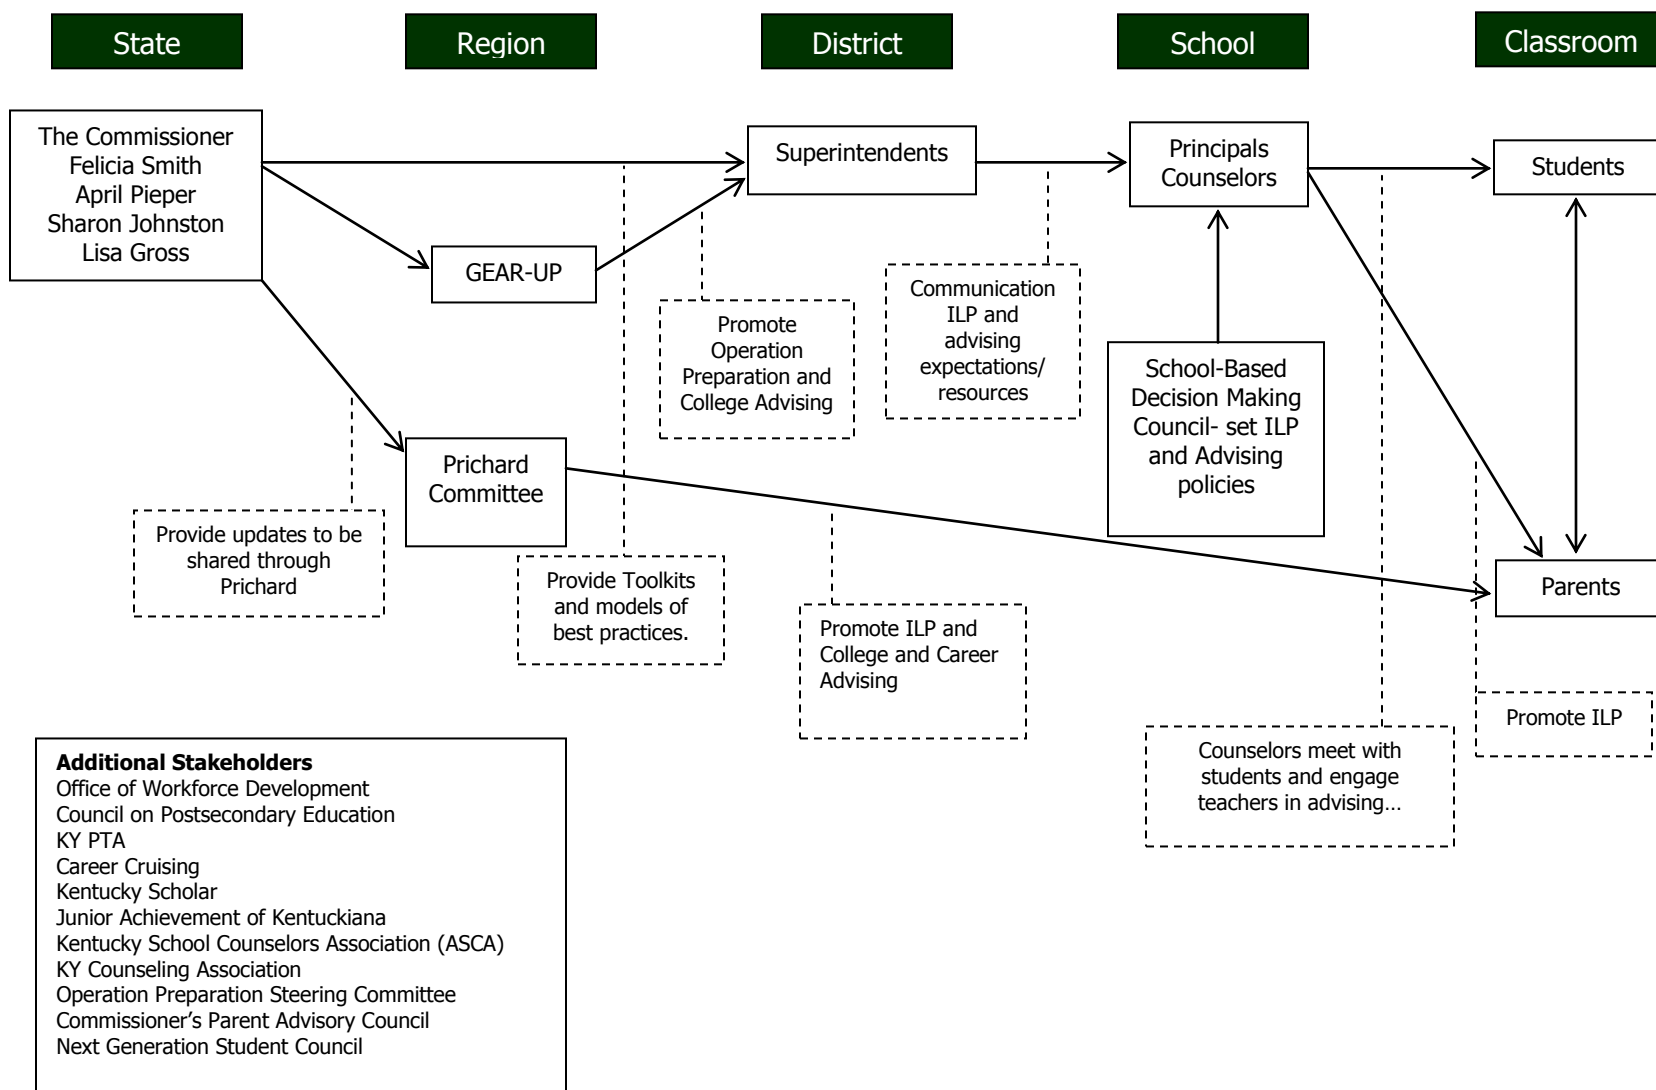 State
Region
District
School
Classroom
The Commissioner
Felicia Smith
April Pieper
Sharon Johnston
Lisa Gross
GEAR-UP
Prichard
Committee
Superintendents
Principals
Counselors
School-Based
Decision Making
Council- set ILP
and Advising
policies
Students
Parents
Provide updates to be
shared through
Prichard
Provide Toolkits
and models of
best practices.
Promote
Operation
Preparation and
College Advising
Promote ILP and
College and Career
Advising
Communication
ILP and
advising
expectations/
resources
Counselors meet with
students and engage
teachers in advising…
Promote ILP
Additional Stakeholders
Office of Workforce Development
Council on Postsecondary Education
KY PTA
Career Cruising
Kentucky Scholar
Junior Achievement of Kentuckiana
Kentucky School Counselors Association (ASCA)
KY Counseling Association
Operation Preparation Steering Committee
Commissioner’s Parent Advisory Council
Next Generation Student Council